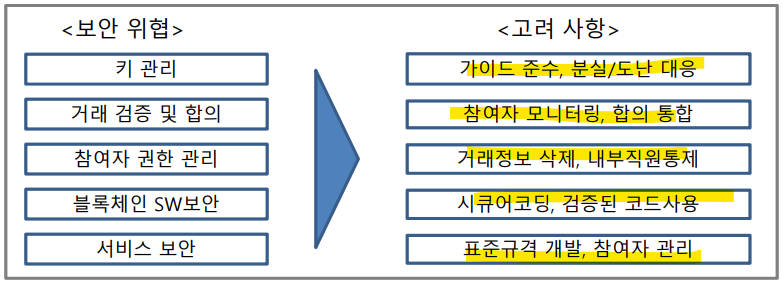 <보안 위협>
<고려 사항>
키 관리
가이드 준수, 분실/도난 대응
거래 검증 및 합의
참여자 모니터링, 합의 통합
참여자 권한 관리
거래정보 삭제, 내부직원통제
블록체인 SW보안
시큐어코딩, 검증된 코드사용
서비스 보안
표준규격 개발, 참여자 관리